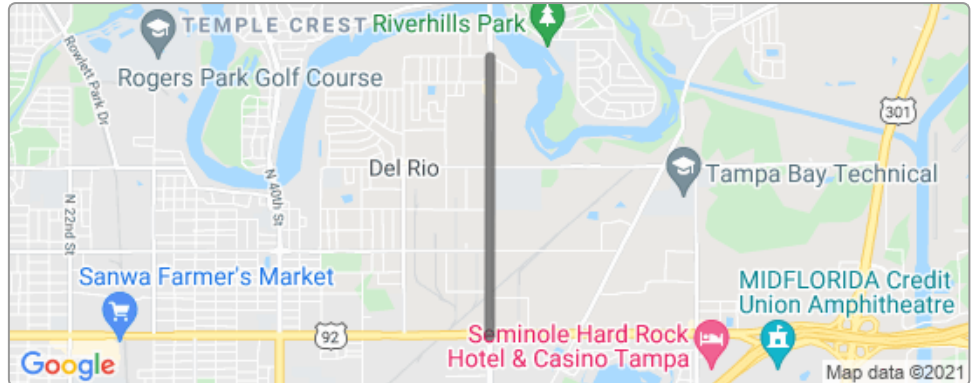 TEMPLE CREST
Riverhills Park
Rowlett Park Dr
Rogers Park Golf Course
301
Del Rio
Tampa Bay Technical
N 40th St
N 22nd St
Sanwa Farmer's Market
MIDFLORIDA Credit
Union Amphitheatre
92
Seminole Hard Rock
Hotel & Casino Tampa
Google
Map data ©2021